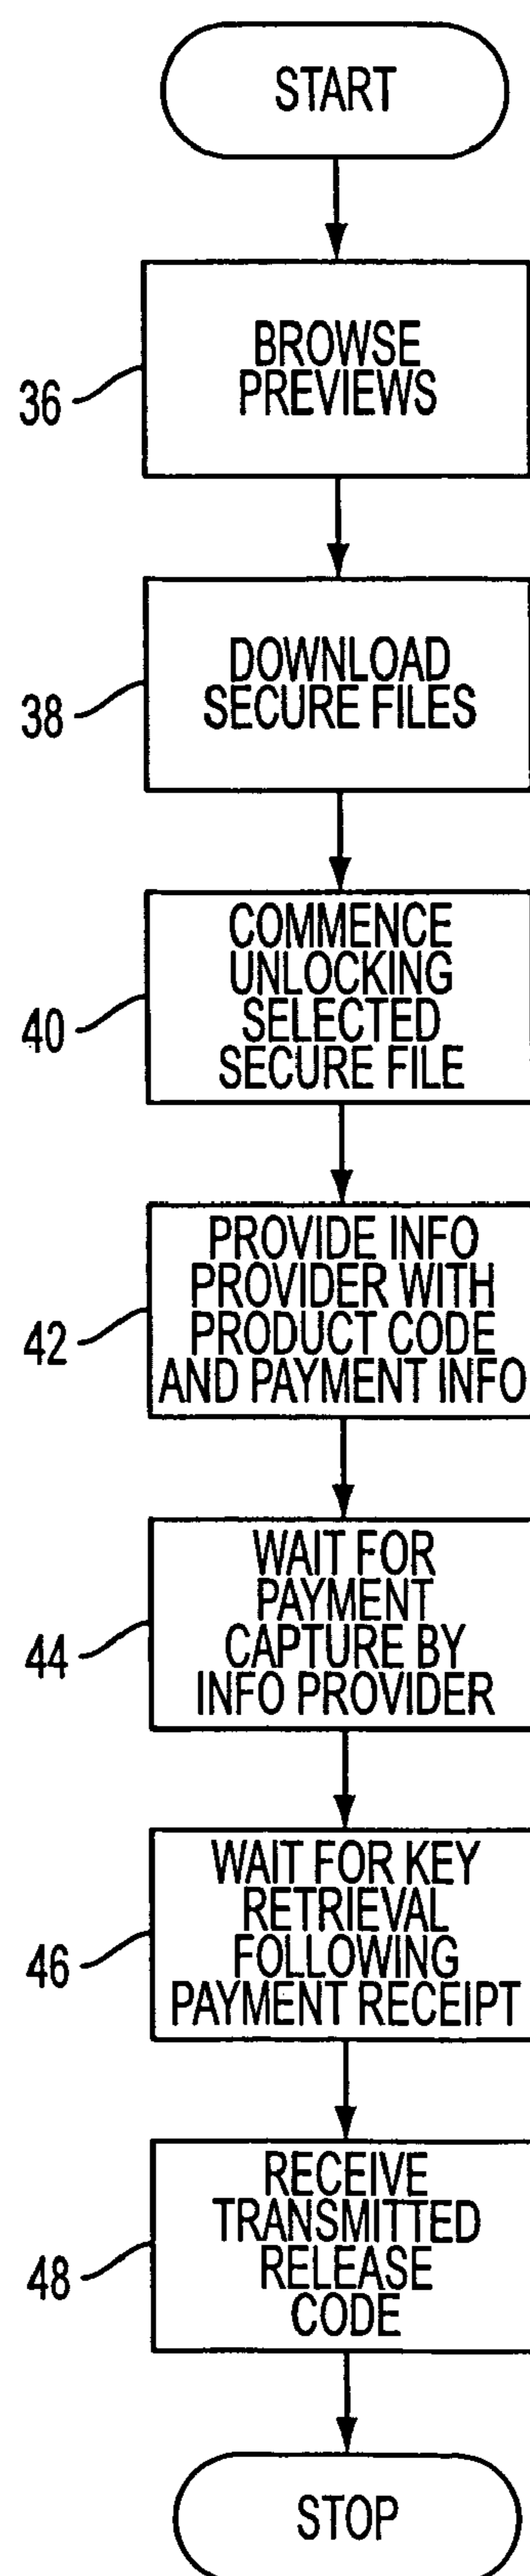 START
36
BROWSE
PREVIEWS
38
DOWNLOAD
SECURE FILES
40
COMMENCE
UNLOCKING
SELECTED
SECURE FILE
42
PROVIDE INFO
PROVIDER WITH
PRODUCT CODE
AND PAYMENT INFO
44
WAIT FOR
PAYMENT
CAPTURE BY
INFO PROVIDER
46
WAIT FOR KEY
RETRIEVAL
FOLLOWING
PAYMENT RECEIPT
48
RECEIVE
TRANSMITTED
RELEASE
CODE
STOP